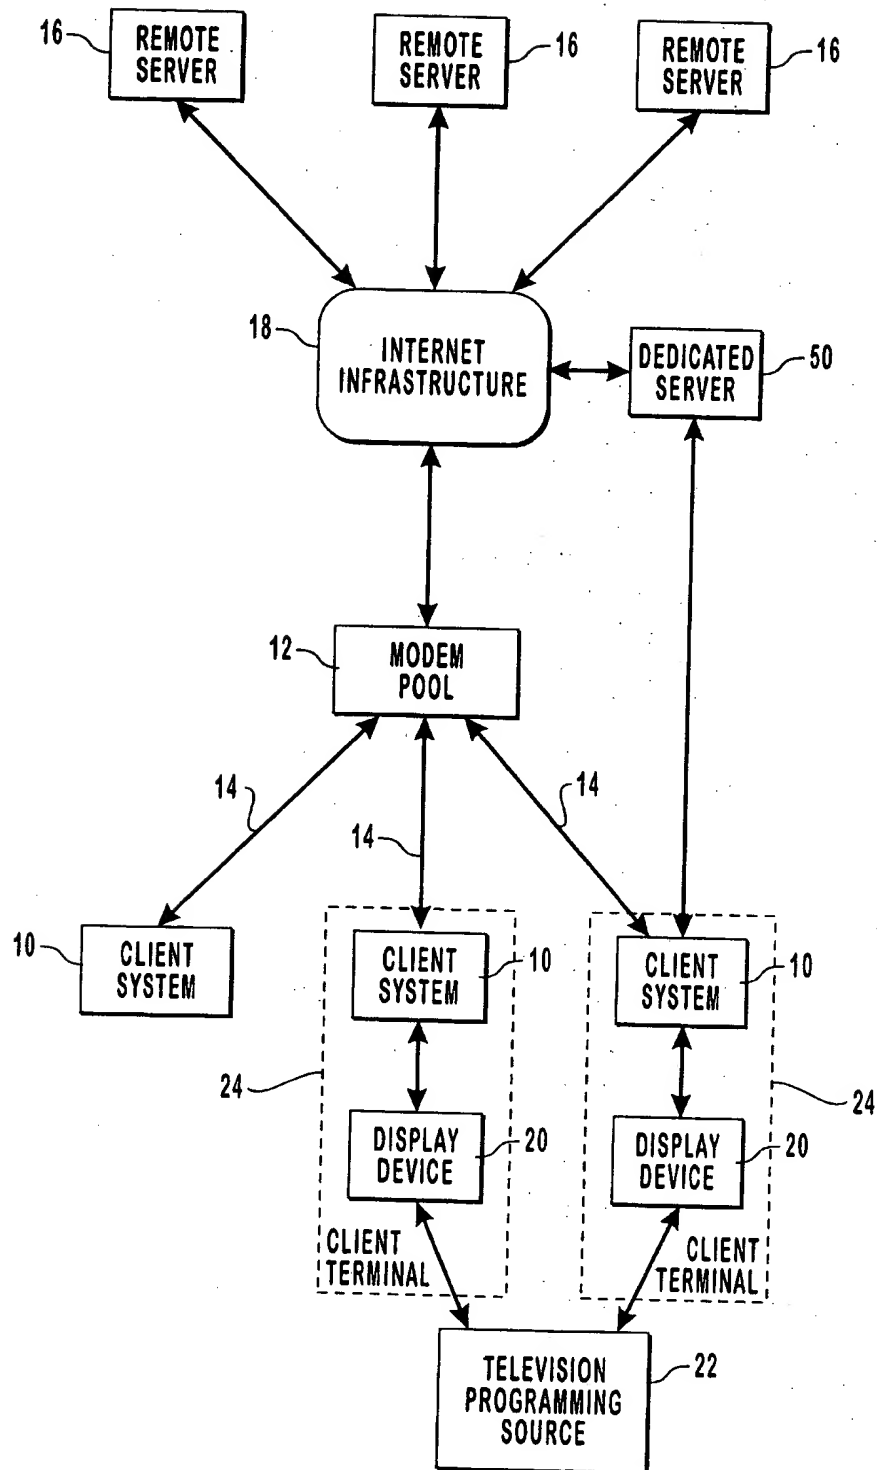 16
REMOTE
SERVER
REMOTE
SERVER
16
REMOTE
SERVER
16
18
INTERNET
INFRASTRUCTURE
DEDICATED
SERVER
50
12
MODEM
POOL
14
14
14
10
CLIENT
SYSTEM
CLIENT
SYSTEM
10
CLIENT
SYSTEM
10
24
24
DISPLAY
DEVICE
20
DISPLAY
DEVICE
20
CLIENT
TERMINAL
CLIENT
TERMINAL
TELEVISION
PROGRAMMING
SOURCE
22